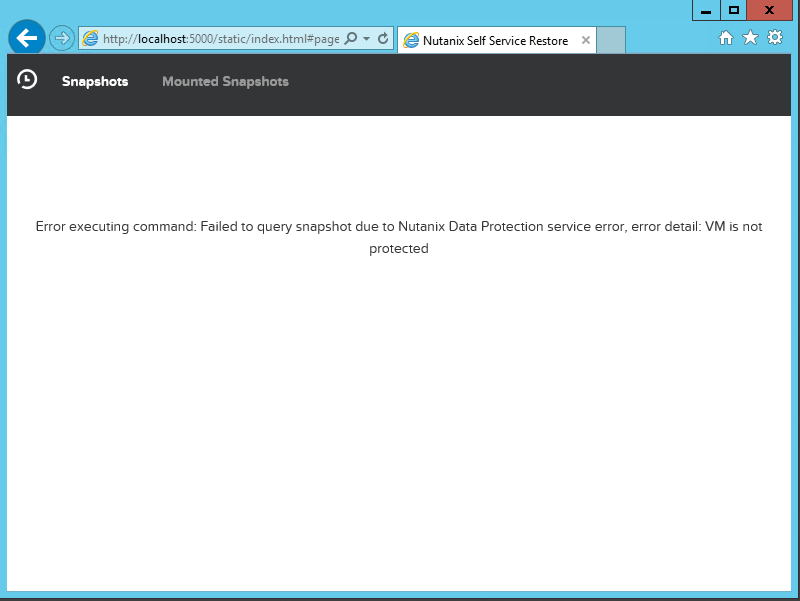 http://localhost:5000/static/index.html#page
Nutanix Self Service Restore
Snapshots
Mounted Snapshots
Error executing command: Failed to query snapshot due to Nutanix Data Protection service error, error detail: VM is not
protected